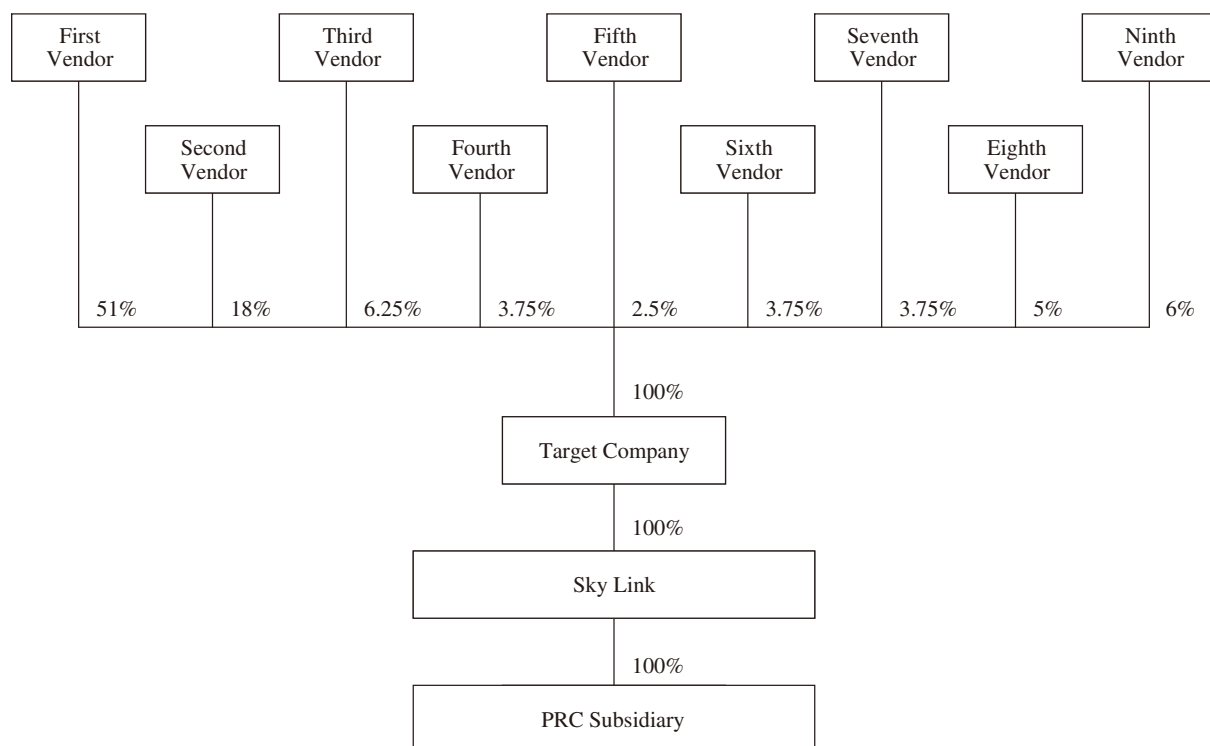 First
Vendor
Third
Vendor
Fifth
Vendor
Seventh
Vendor
Ninth
Vendor
Second
Vendor
Fourth
Vendor
Sixth
Vendor
Eighth
Vendor
51%
18%
6.25%
3.75%
2.5%
3.75%
3.75%
5%
6%
100%
Target Company
100%
Sky Link
100%
PRC Subsidiary